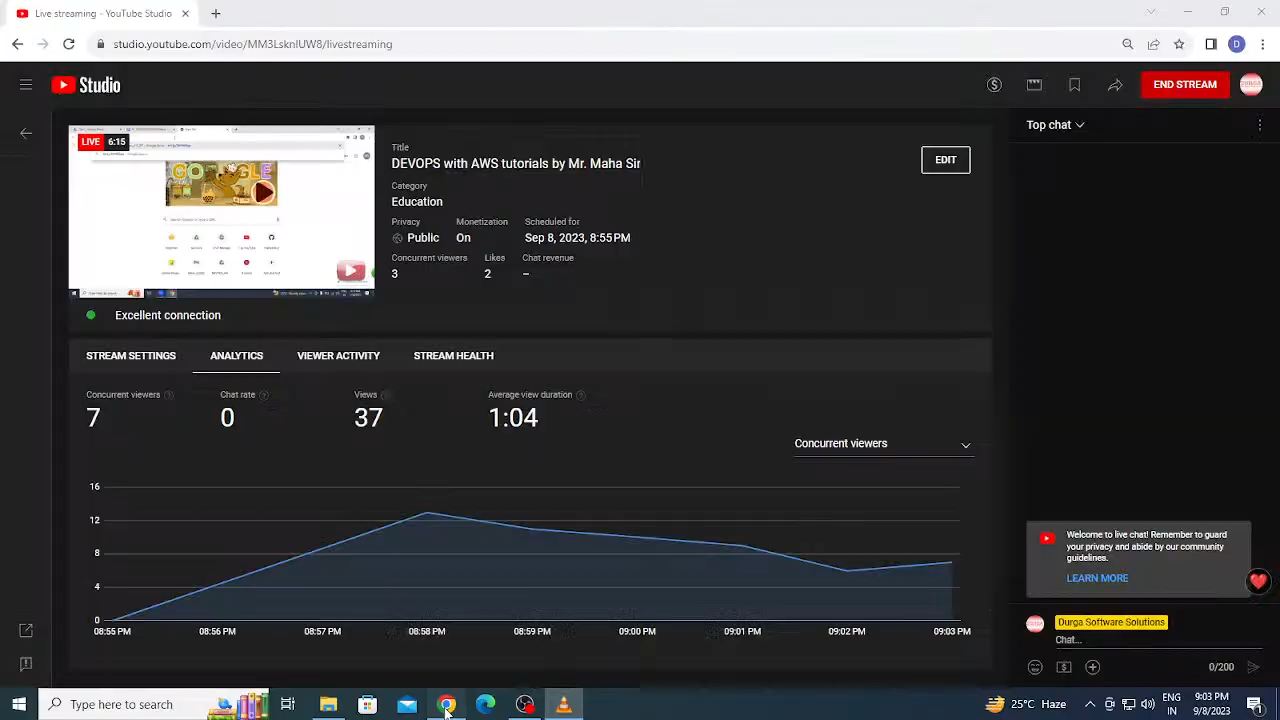 Live streaming - YouTube Studio
studio.youtube.com/video/MM3LsknlUW8/livestreaming
D
Studio
END STREAM
LIVE 6:15
Title
DEVOPS with AWS tutorials by Mr. Maha Sir
EDIT
Category
Education
Privacy
Public On Sep 8, 2023, 8:55
Concurrent viewers Likes
3 2 –
Excellent connection
STREAM SETTINGS ANALYTICS VIEWER ACTIVITY STREAM HEALTH
Concurrent viewers Chat rate Views Average view duration
7 0 37 1:04
Concurrent viewers
16
12
8
4
0
08:55 PM 08:56 PM 08:57 PM 08:58 PM 08:59 PM 09:00 PM 09:01 PM 09:02 PM 09:03 PM
Top chat
Welcome to live chat! Remember to guard
your privacy and abide by our community
guidelines.
LEARN MORE
Durga Software Solutions
Chat...
0/200
Type here to search
25°C
ENG
IN
9:03 PM
9/8/2023